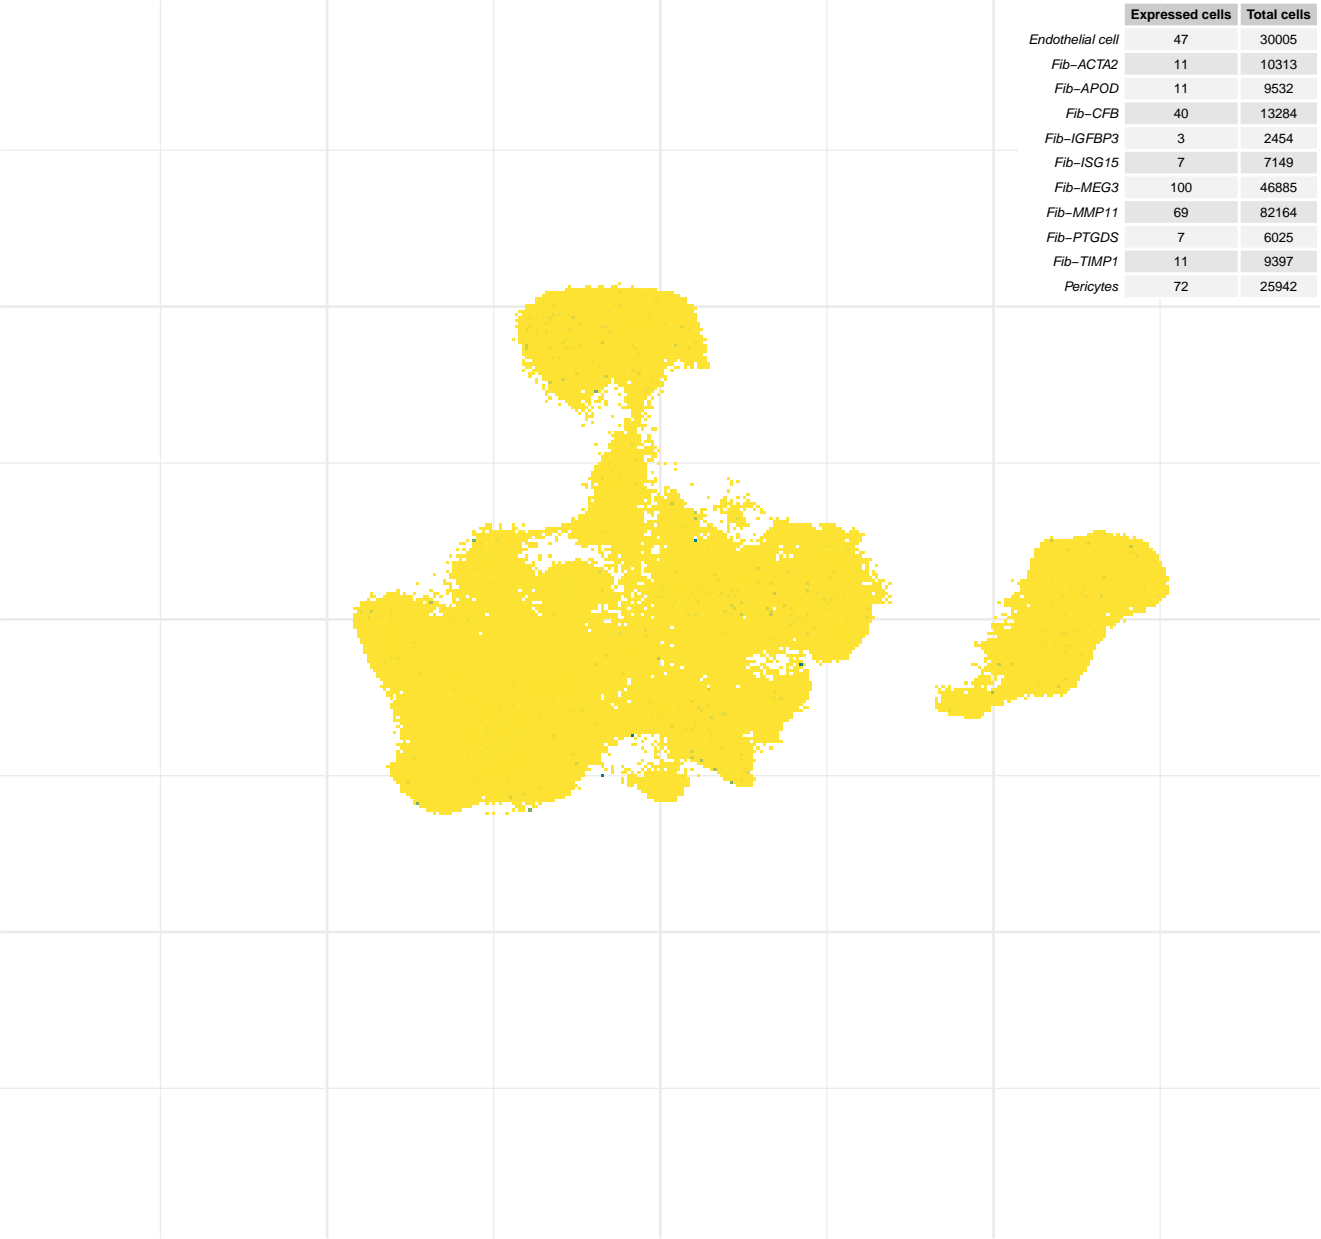 Expressed cells Total cells
Endothelial cell 47 30005
Fib−ACTA2 11 10313
Fib−APOD 11 9532
Fib−CFB 40 13284
Fib−IGFBP3 3 2454
Fib−ISG15 7 7149
Fib−MEG3 100 46885
Fib−MMP11 69 82164
Fib−PTGDS 7 6025
Fib−TIMP1 11 9397
Pericytes 72 25942